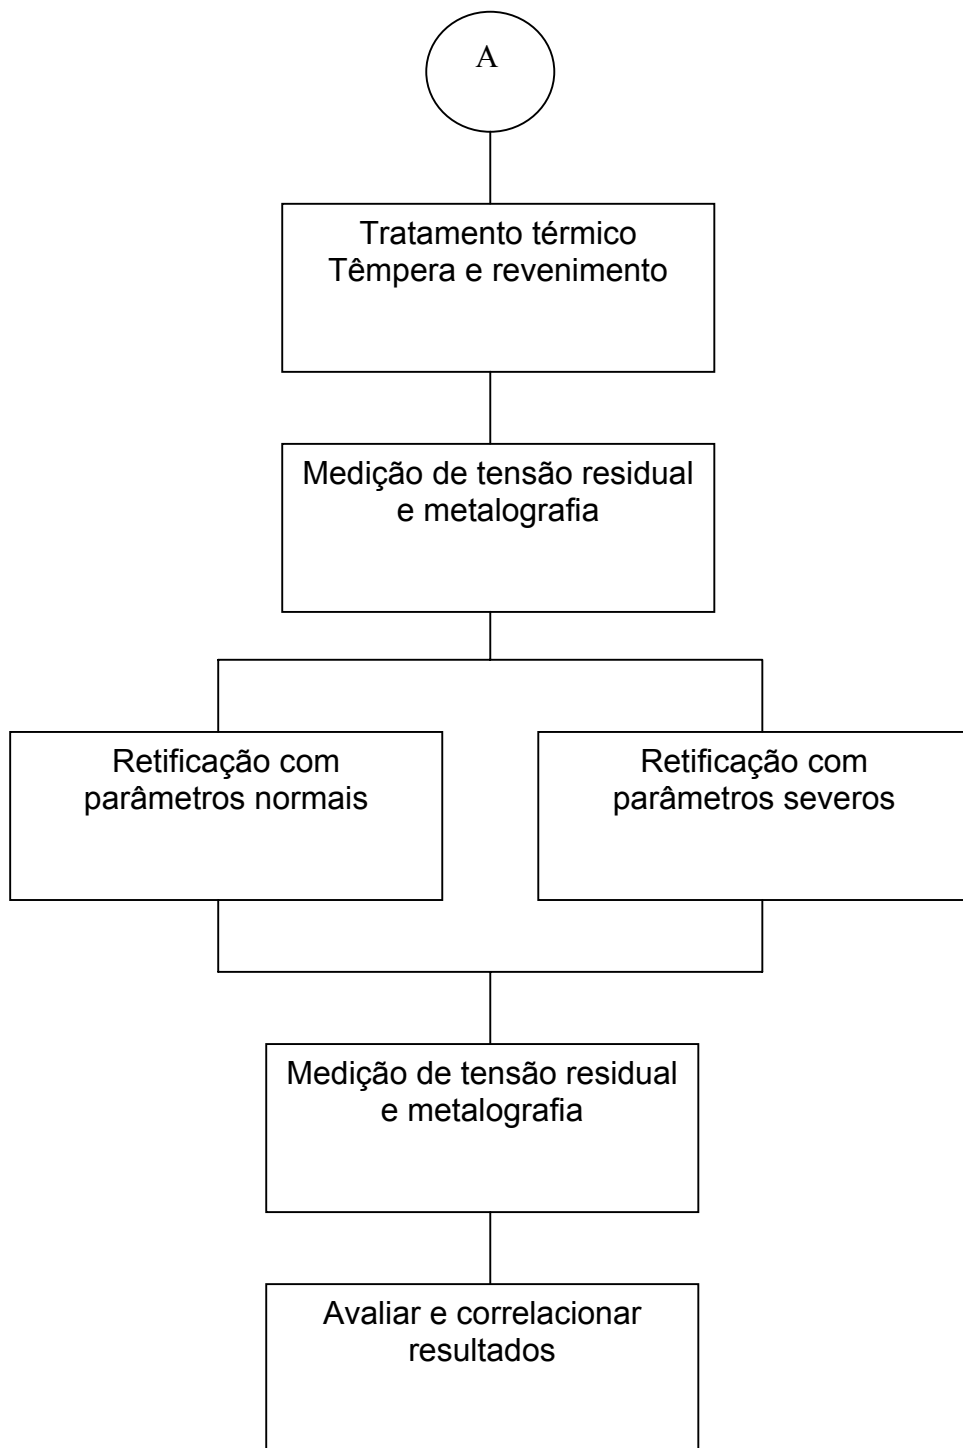 A
Tratamento térmico
Têmpera e revenimento
Medição de tensão residual
e metalografia
Retificação com
parâmetros normais
Retificação com
parâmetros severos
Medição de tensão residual
e metalografia
Avaliar e correlacionar
resultados